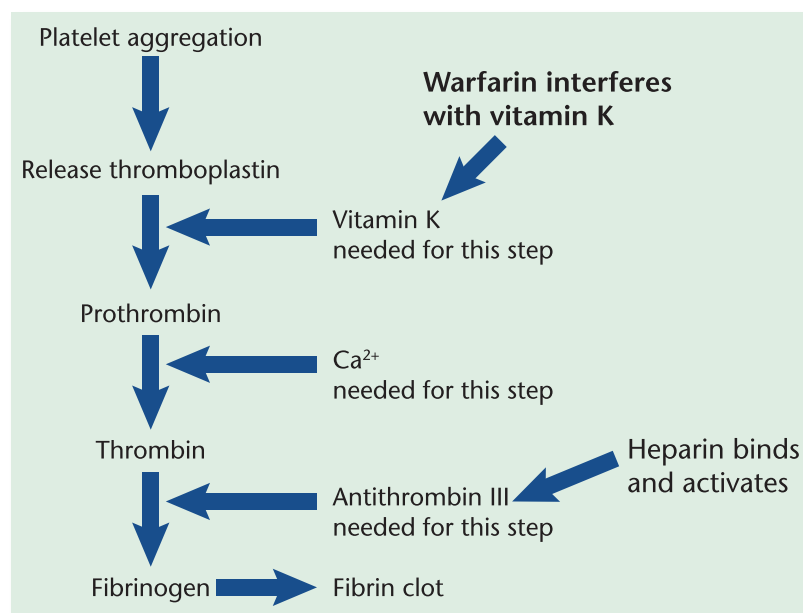 Platelet aggregation
Warfarin interferes
with vitamin K
Release thromboplastin
Vitamin K
needed for this step
Prothrombin
Ca²⁺
needed for this step
Thrombin
Heparin binds
and activates
Antithrombin III
needed for this step
Fibrinogen
Fibrin clot